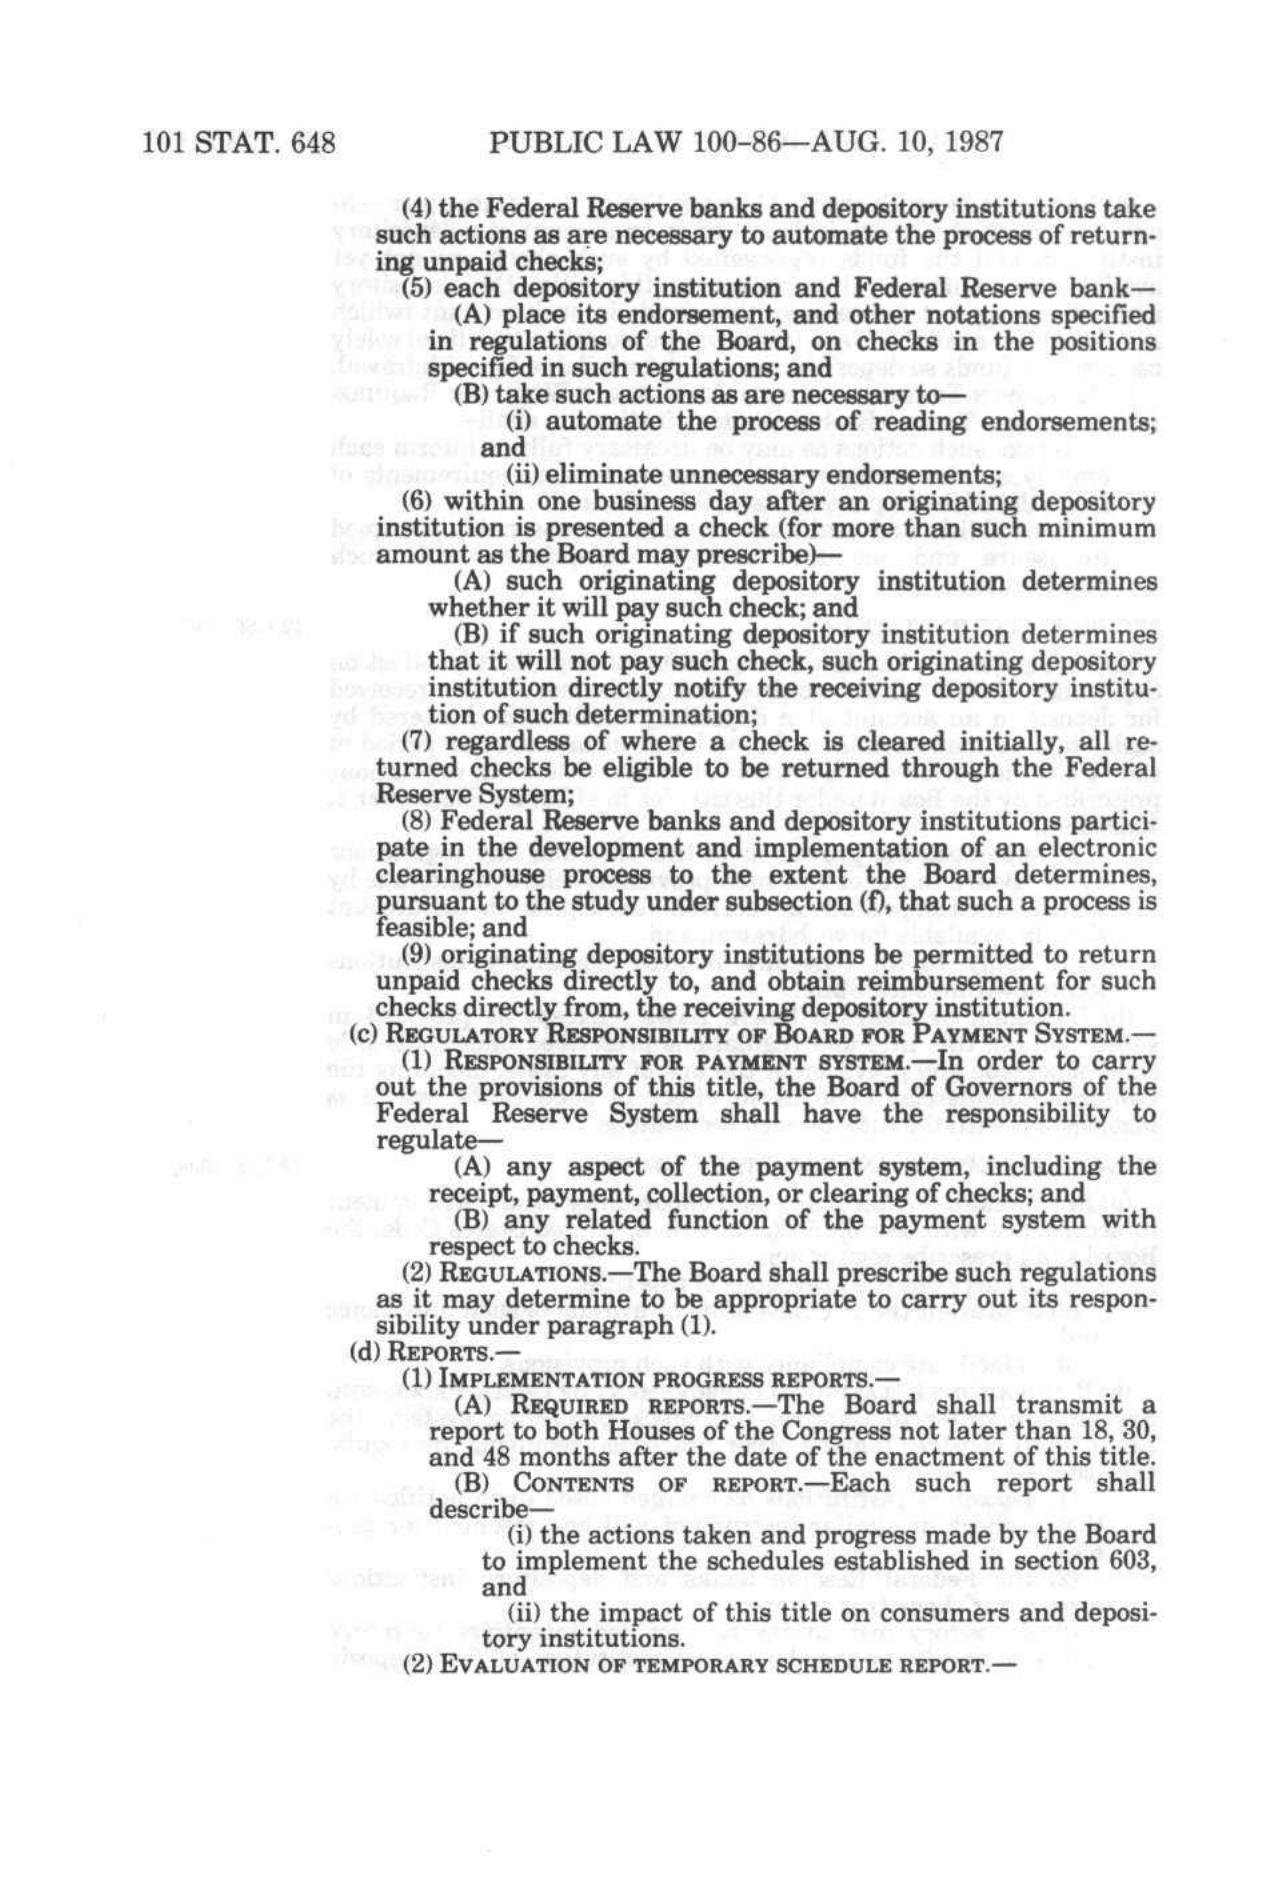 101 STAT. 648 PUBLIC LAW 100-86—AUG. 10, 1987
(4) the Federal Reserve banks and depository institutions take
such actions as are necessary to automate the process of return-
ing unpaid checks;
(5) each depository institution and Federal Reserve bank—
(A) place its endorsement, and other notations specified
in regulations of the Board, on checks in the positions
specified in such regulations; and
(B) take such actions as are necessary to—
(i) automate the process of reading endorsements;
and
(ii) eliminate unnecessary endorsements;
(6) within one business day after an originating depository
institution is presented a check (for more than such minimum
amount as the Board may prescribe)—
(A) such originating depository institution determines
whether it will pay such check; and
(B) if such originating depository institution determines
that it will not pay such check, such originating depository
institution directly notify the receiving depository institu-
tion of such determination;
(7) regardless of where a check is cleared initially, all re-
turned checks be eligible to be returned through the Federal
Reserve System;
(8) Federal Reserve banks and depository institutions partici-
pate in the development and implementation of an electronic
clearinghouse process to the extent the Board determines,
pursuant to the study under subsection (f), that such a process is
feasible; and
(9) originating depository institutions be permitted to return
unpaid checks directly to, and obtain reimbursement for such
checks directly from, the receiving depository institution.
(c) REGULATORY RESPONSIBILITY OF BOARD FOR PAYMENT SYSTEM.—
(1) RESPONSIBILITY FOR PAYMENT SYSTEM.—In order to carry
out the provisions of this title, the Board of Governors of the
Federal Reserve System shall have the responsibility to
regulate—
(A) any aspect of the payment system, including the
receipt, payment, collection, or clearing of checks; and
(B) any related function of the payment system with
respect to checks.
(2) REGULATIONS.—The Board shall prescribe such regulations
as it may determine to be appropriate to carry out its respon-
sibility under paragraph (1).
(d) REPORTS.—
(1) IMPLEMENTATION PROGRESS REPORTS.—
(A) REQUIRED REPORTS.—The Board shall transmit a
report to both Houses of the Congress not later than 18, 30,
and 48 months after the date of the enactment of this title.
(B) CONTENTS OF REPORT.—Each such report shall
describe—
(i) the actions taken and progress made by the Board
to implement the schedules established in section 603,
and
(ii) the impact of this title on consumers and deposi-
tory institutions.
(2) EVALUATION OF TEMPORARY SCHEDULE REPORT.—